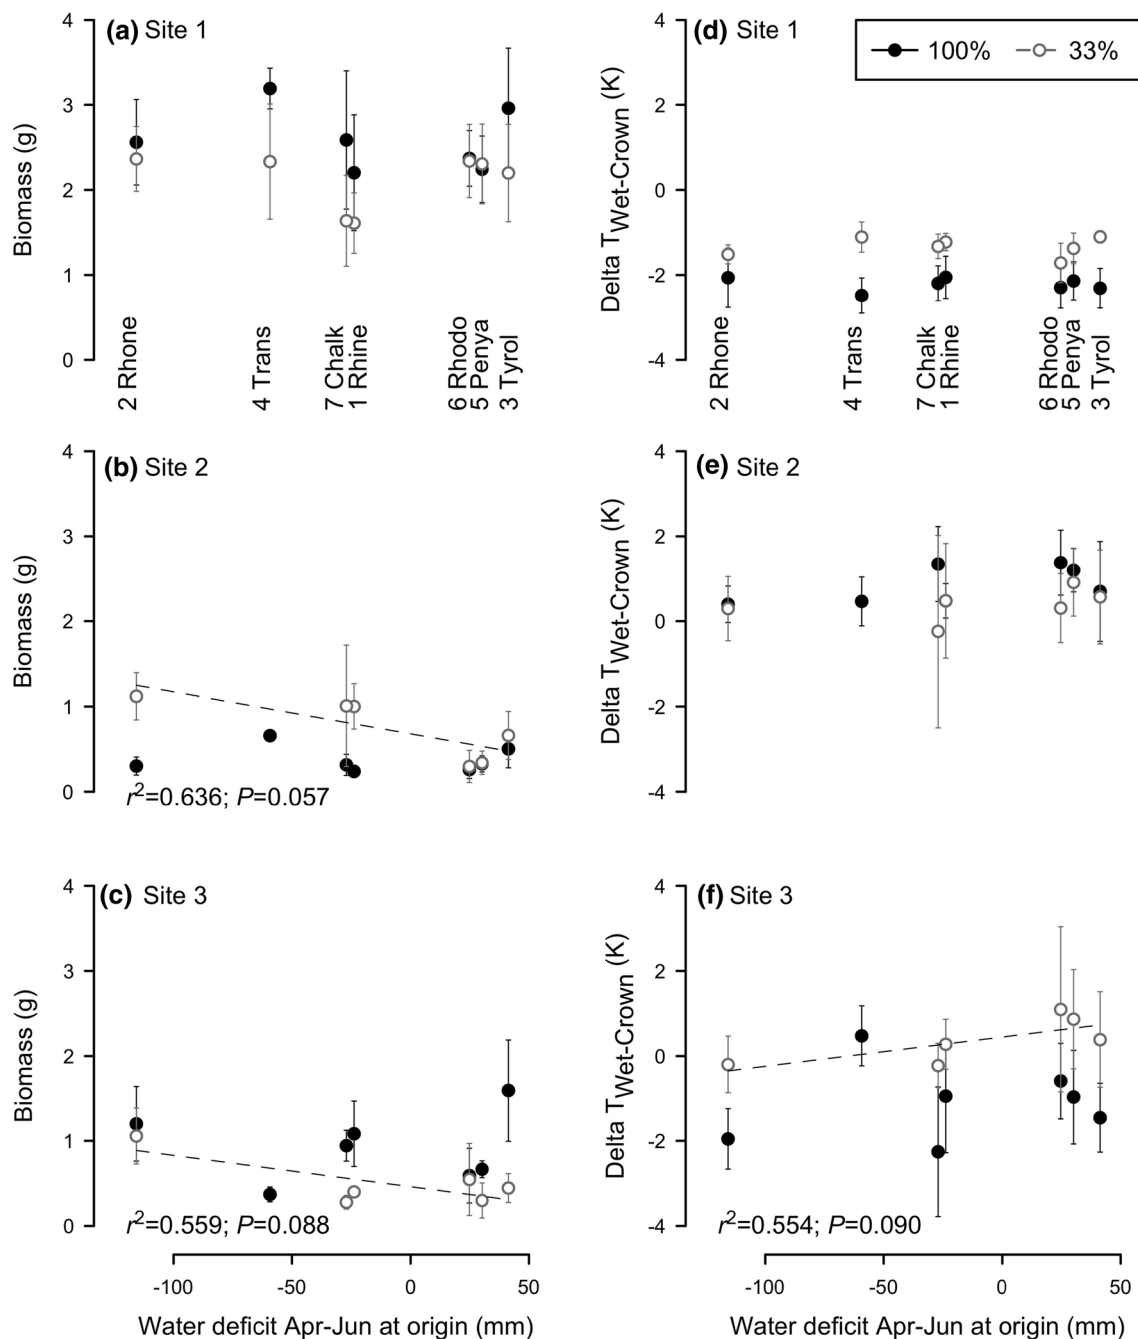 (a) Site 1
Biomass (g)
4
3
2
1
0
2 Rhone
4 Trans
7 Chalk
1 Rhine
6 Rhodo
5 Penya
3 Tyrol
(d) Site 1
100%
33%
Delta TWet-Crown (K)
4
2
0
-2
-4
2 Rhone
4 Trans
7 Chalk
1 Rhine
6 Rhodo
5 Penya
3 Tyrol
(b) Site 2
Biomass (g)
4
3
2
1
0
r2=0.636; P=0.057
(e) Site 2
Delta TWet-Crown (K)
4
2
0
-2
-4
(c) Site 3
Biomass (g)
4
3
2
1
0
r2=0.559; P=0.088
-100
-50
0
50
Water deficit Apr-Jun at origin (mm)
(f) Site 3
Delta TWet-Crown (K)
4
2
0
-2
-4
r2=0.554; P=0.090
-100
-50
0
50
Water deficit Apr-Jun at origin (mm)